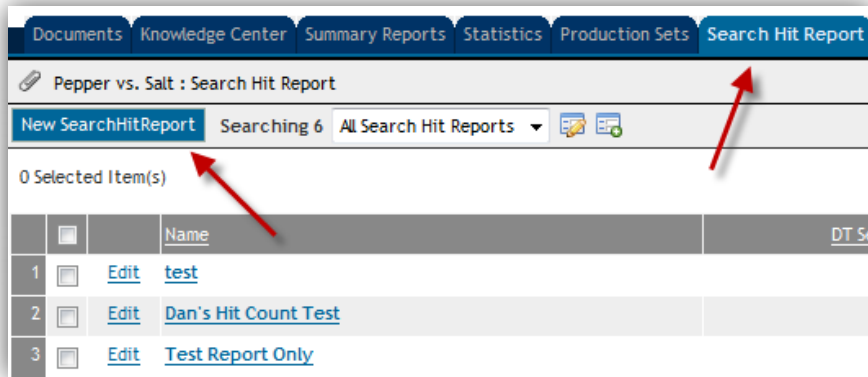 Documents Knowledge Center Summary Reports Statistics Production Sets Search Hit Report
Pepper vs. Salt : Search Hit Report
New SearchHitReport Searching 6 All Search Hit Reports
0 Selected Item(s)
Name DT
1 Edit test
2 Edit Dan's Hit Count Test
3 Edit Test Report Only